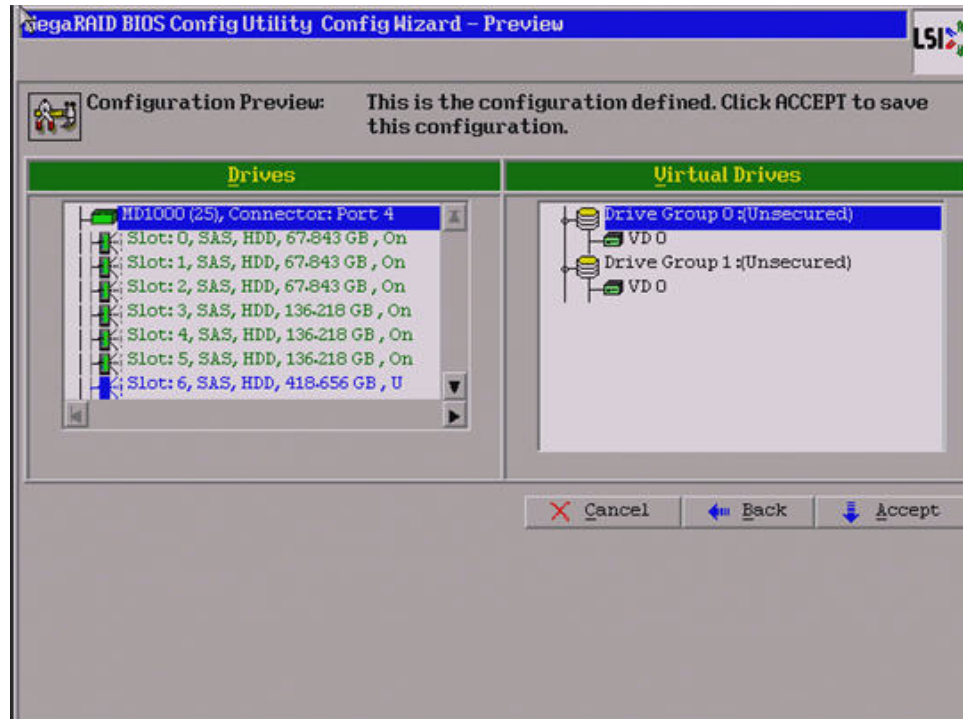 MegaRAID BIOS Config Utility Config Wizard – Preview
LSI
Configuration Preview: This is the configuration defined. Click ACCEPT to save
this configuration.
Drives
MD1000 (25), Connector: Port 4
Slot: 0, SAS, HDD, 67.843 GB , On
Slot: 1, SAS, HDD, 67.843 GB , On
Slot: 2, SAS, HDD, 67.843 GB , On
Slot: 3, SAS, HDD, 136.218 GB , On
Slot: 4, SAS, HDD, 136.218 GB , On
Slot: 5, SAS, HDD, 136.218 GB , On
Slot: 6, SAS, HDD, 418.656 GB , U
Virtual Drives
Drive Group 0 :(Unsecured)
VD 0
Drive Group 1 :(Unsecured)
VD 0
Cancel
Back
Accept